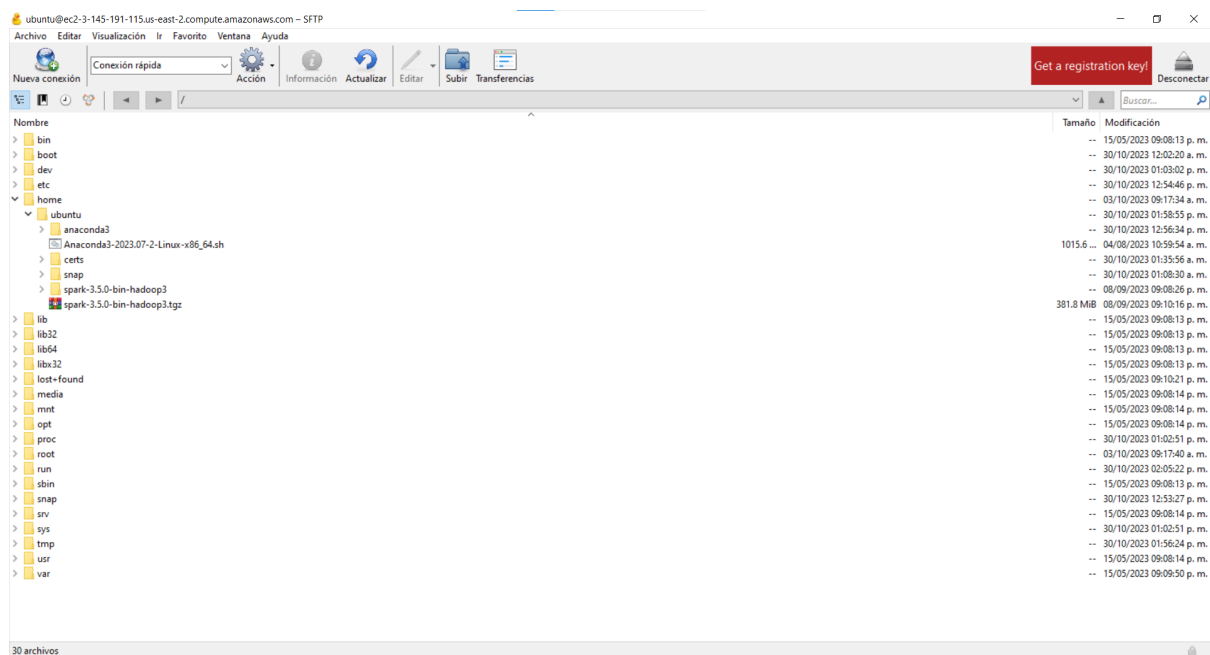 ubuntu@ec2-3-145-191-115.us-east-2.compute.amazonaws.com – SFTP
Archivo Editar Visualización Ir Favorito Ventana Ayuda
Nueva conexión Conexión rápida Acción Información Actualizar Editar Subir Transferencias Get a registration key! Desconectar
/ Buscar...
Nombre Tamaño Modificación
bin -- 15/05/2023 09:08:13 p. m.
boot -- 30/10/2023 12:02:20 a. m.
dev -- 30/10/2023 01:03:02 p. m.
etc -- 30/10/2023 12:54:46 p. m.
home -- 03/10/2023 09:17:34 a. m.
ubuntu -- 30/10/2023 01:58:55 p. m.
anaconda3 -- 30/10/2023 12:56:34 p. m.
Anaconda3-2023.07-2-Linux-x86_64.sh 1015.6 ... 04/08/2023 10:59:54 a. m.
certs -- 30/10/2023 01:35:56 a. m.
snap -- 30/10/2023 01:08:30 a. m.
spark-3.5.0-bin-hadoop3 -- 08/09/2023 09:08:26 p. m.
spark-3.5.0-bin-hadoop3.tgz 381.8 MiB 08/09/2023 09:10:16 p. m.
lib -- 15/05/2023 09:08:13 p. m.
lib32 -- 15/05/2023 09:08:13 p. m.
lib64 -- 15/05/2023 09:08:13 p. m.
libx32 -- 15/05/2023 09:08:13 p. m.
lost+found -- 15/05/2023 09:10:21 p. m.
media -- 15/05/2023 09:08:14 p. m.
mnt -- 15/05/2023 09:08:14 p. m.
opt -- 15/05/2023 09:08:14 p. m.
proc -- 30/10/2023 01:02:51 p. m.
root -- 03/10/2023 09:17:40 a. m.
run -- 30/10/2023 02:05:22 p. m.
sbin -- 15/05/2023 09:08:13 p. m.
snap -- 30/10/2023 12:53:27 p. m.
srv -- 15/05/2023 09:08:14 p. m.
sys -- 30/10/2023 01:02:51 p. m.
tmp -- 30/10/2023 01:56:24 p. m.
usr -- 15/05/2023 09:08:14 p. m.
var -- 15/05/2023 09:09:50 p. m.
30 archivos